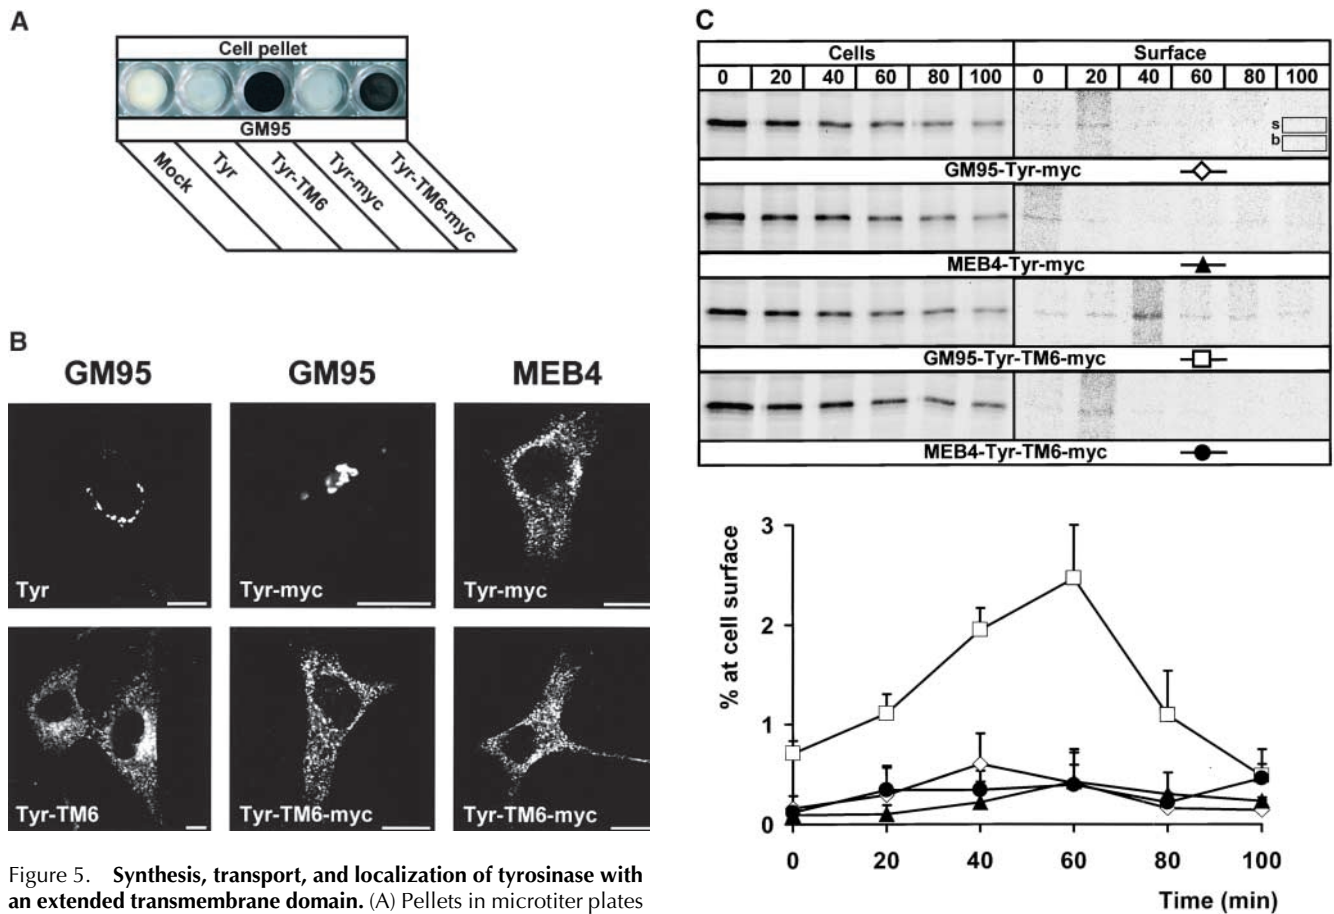 A
Cell pellet
GM95
Mock
Tyr
Tyr-TM6
Tyr-myc
Tyr-TM6-myc
B
GM95 GM95 MEB4
Tyr Tyr-myc Tyr-myc
Tyr-TM6 Tyr-TM6-myc Tyr-TM6-myc
Figure 5. Synthesis, transport, and localization of tyrosinase with
an extended transmembrane domain. (A) Pellets in microtiter plates
C
Cells Surface
0 20 40 60 80 100 0 20 40 60 80 100
s
b
GM95-Tyr-myc
MEB4-Tyr-myc
GM95-Tyr-TM6-myc
MEB4-Tyr-TM6-myc
% at cell surface
3
2
1
0
0 20 40 60 80 100
Time (min)